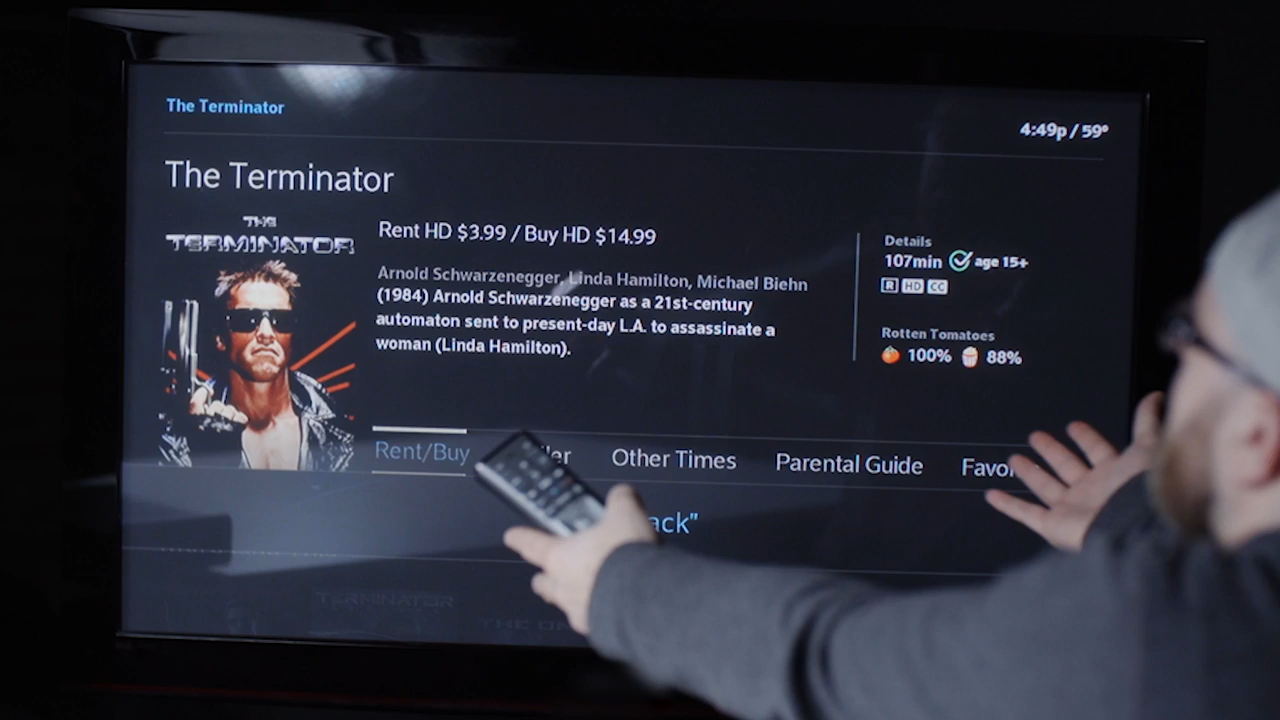 The Terminator
4:49p / 59°
The Terminator
THE
TERMINATOR
Rent HD $3.99 / Buy HD $14.99
Arnold Schwarzenegger, Linda Hamilton, Michael Biehn
(1984) Arnold Schwarzenegger as a 21st-century
automaton sent to present-day L.A. to assassinate a
woman (Linda Hamilton).
Details
107min age 15+
R HD CC
Rotten Tomatoes
100% 88%
Rent/Buy Other Times Parental Guide
TERMINATOR